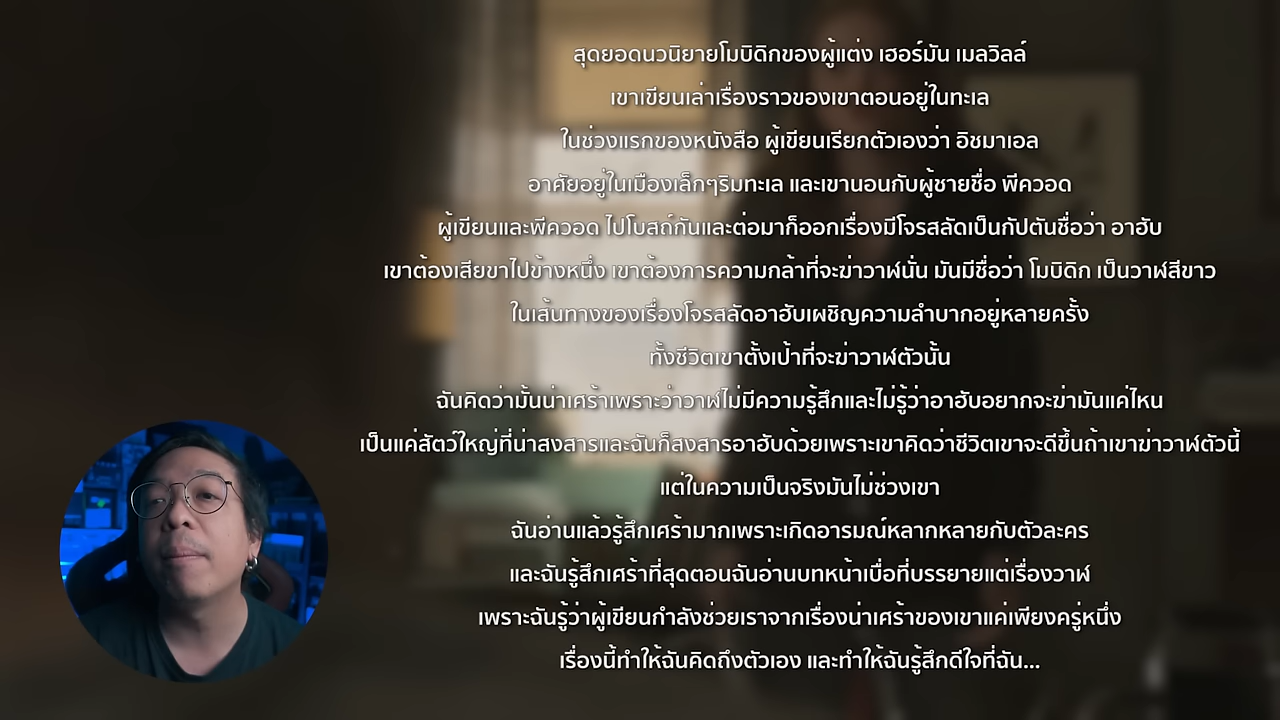 สุดยอดนวนิยายโมบิดิกของผู้แต่ง เฮอร์มัน เมลวิลล์
เขาเขียนเล่าเรื่องราวของเขาตอนอยู่ในทะเล
ในช่วงแรกของหนังสือ ผู้เขียนเรียกตัวเองว่า อิชมาเอล
อาศัยอยู่ในเมืองเล็กๆริมทะเล และเขานอนกับผู้ชายชื่อ พีควอด
ผู้เขียนและพีควอด ไปโบสถ์กันและต่อมาก็ออกเรื่องมีโจรสลัดเป็นกัปตันชื่อว่า อาฮับ
เขาต้องเสียขาไปข้างหนึ่ง เขาต้องการความกล้าที่จะฆ่าวาฬนั่น มันมีชื่อว่า โมบิดิก เป็นวาฬสีขาว
ในเส้นทางของเรื่องโจรสลัดอาฮับเผชิญความลำบากอยู่หลายครั้ง
ทั้งชีวิตเขาตั้งเป้าที่จะฆ่าวาฬตัวนั้น
ฉันคิดว่ามั้นน่าเศร้าเพราะว่าวาฬไม่มีความรู้สึกและไม่รู้ว่าอาฮับอยากจะฆ่ามันแค่ไหน
เป็นแค่สัตว์ใหญ่ที่น่าสงสารและฉันก็สงสารอาฮับด้วยเพราะเขาคิดว่าชีวิตเขาจะดีขึ้นถ้าเขาฆ่าวาฬตัวนี้
แต่ในความเป็นจริงมันไม่ช่วงเขา
ฉันอ่านแล้วรู้สึกเศร้ามากเพราะเกิดอารมณ์หลากหลายกับตัวละคร
และฉันรู้สึกเศร้าที่สุดตอนฉันอ่านบทหน้าเบื่อที่บรรยายแต่เรื่องวาฬ
เพราะฉันรู้ว่าผู้เขียนกำลังช่วยเราจากเรื่องน่าเศร้าของเขาแค่เพียงครู่หนึ่ง
เรื่องนี้ทำให้ฉันคิดถึงตัวเอง และทำให้ฉันรู้สึกดีใจที่ฉัน...